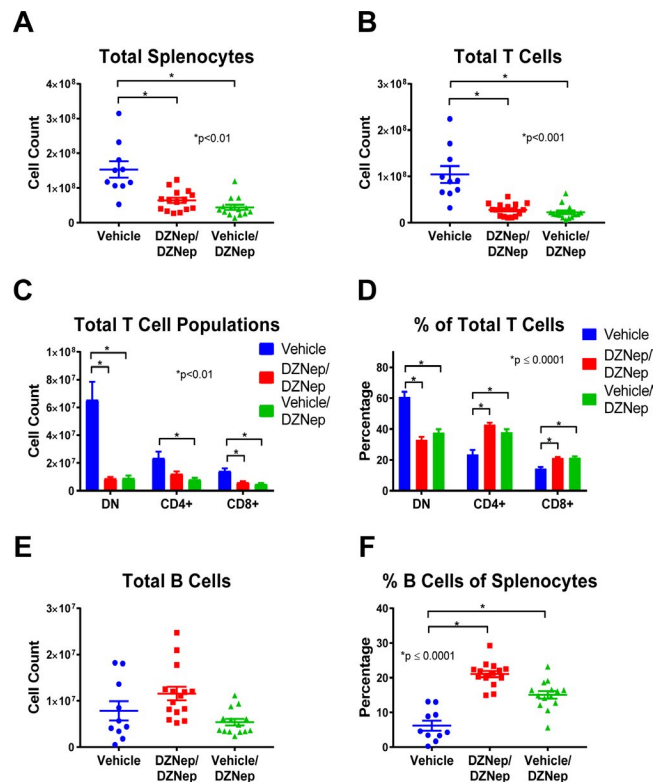 A
Total Splenocytes
4×10⁸
3×10⁸
2×10⁸
1×10⁸
0
Cell Count
*
*
*p<0.01
Vehicle
DZNep/
DZNep
Vehicle/
DZNep
B
Total T Cells
3×10⁸
2×10⁸
1×10⁸
0
Cell Count
*
*
*p<0.001
Vehicle
DZNep/
DZNep
Vehicle/
DZNep
C
Total T Cell Populations
1×10⁸
8×10⁷
6×10⁷
4×10⁷
2×10⁷
0
Cell Count
*
*
*p<0.01
*
*
*
DN
CD4+
CD8+
Vehicle
DZNep/
DZNep
Vehicle/
DZNep
D
% of Total T Cells
80
60
40
20
0
Percentage
*
*
*p ≤ 0.0001
*
*
*
*
DN
CD4+
CD8+
Vehicle
DZNep/
DZNep
Vehicle/
DZNep
E
Total B Cells
3×10⁷
2×10⁷
1×10⁷
0
Cell Count
Vehicle
DZNep/
DZNep
Vehicle/
DZNep
F
% B Cells of Splenocytes
40
30
20
10
0
Percentage
*
*
*p ≤ 0.0001
Vehicle
DZNep/
DZNep
Vehicle/
DZNep